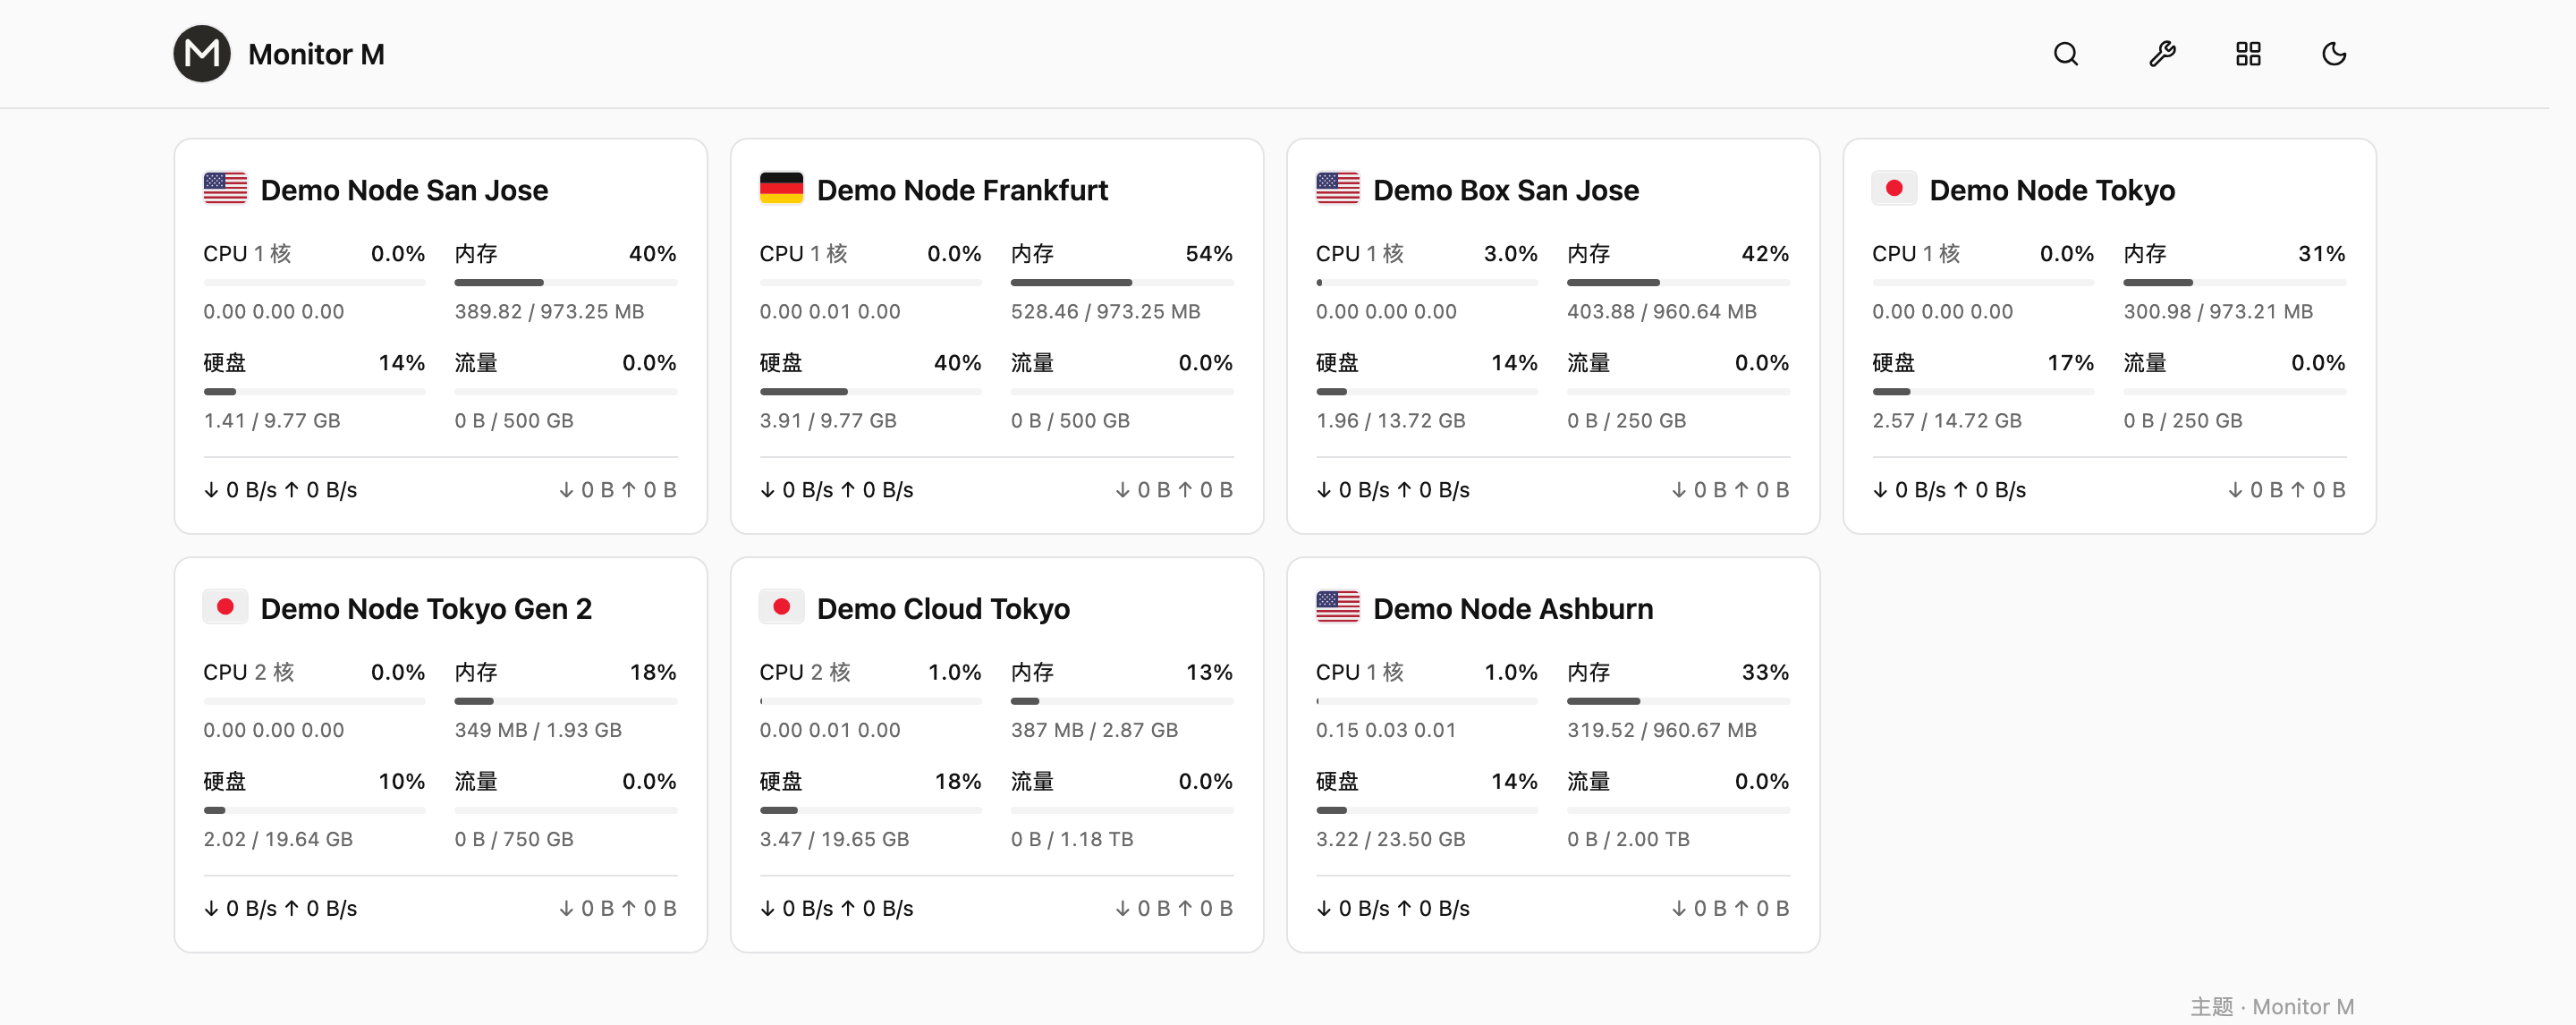 Monitor M
Demo Node San Jose
CPU 1 核 0.0% 内存 40%
0.00 0.00 0.00 389.82 / 973.25 MB
硬盘 14% 流量 0.0%
1.41 / 9.77 GB 0 B / 500 GB
↓ 0 B/s ↑ 0 B/s ↓ 0 B ↑ 0 B
Demo Node Frankfurt
CPU 1 核 0.0% 内存 54%
0.00 0.01 0.00 528.46 / 973.25 MB
硬盘 40% 流量 0.0%
3.91 / 9.77 GB 0 B / 500 GB
↓ 0 B/s ↑ 0 B/s ↓ 0 B ↑ 0 B
Demo Box San Jose
CPU 1 核 3.0% 内存 42%
0.00 0.00 0.00 403.88 / 960.64 MB
硬盘 14% 流量 0.0%
1.96 / 13.72 GB 0 B / 250 GB
↓ 0 B/s ↑ 0 B/s ↓ 0 B ↑ 0 B
Demo Node Tokyo
CPU 1 核 0.0% 内存 31%
0.00 0.00 0.00 300.98 / 973.21 MB
硬盘 17% 流量 0.0%
2.57 / 14.72 GB 0 B / 250 GB
↓ 0 B/s ↑ 0 B/s ↓ 0 B ↑ 0 B
Demo Node Tokyo Gen 2
CPU 2 核 0.0% 内存 18%
0.00 0.00 0.00 349 MB / 1.93 GB
硬盘 10% 流量 0.0%
2.02 / 19.64 GB 0 B / 750 GB
↓ 0 B/s ↑ 0 B/s ↓ 0 B ↑ 0 B
Demo Cloud Tokyo
CPU 2 核 1.0% 内存 13%
0.00 0.01 0.00 387 MB / 2.87 GB
硬盘 18% 流量 0.0%
3.47 / 19.65 GB 0 B / 1.18 TB
↓ 0 B/s ↑ 0 B/s ↓ 0 B ↑ 0 B
Demo Node Ashburn
CPU 1 核 1.0% 内存 33%
0.15 0.03 0.01 319.52 / 960.67 MB
硬盘 14% 流量 0.0%
3.22 / 23.50 GB 0 B / 2.00 TB
↓ 0 B/s ↑ 0 B/s ↓ 0 B ↑ 0 B
主题 · Monitor M